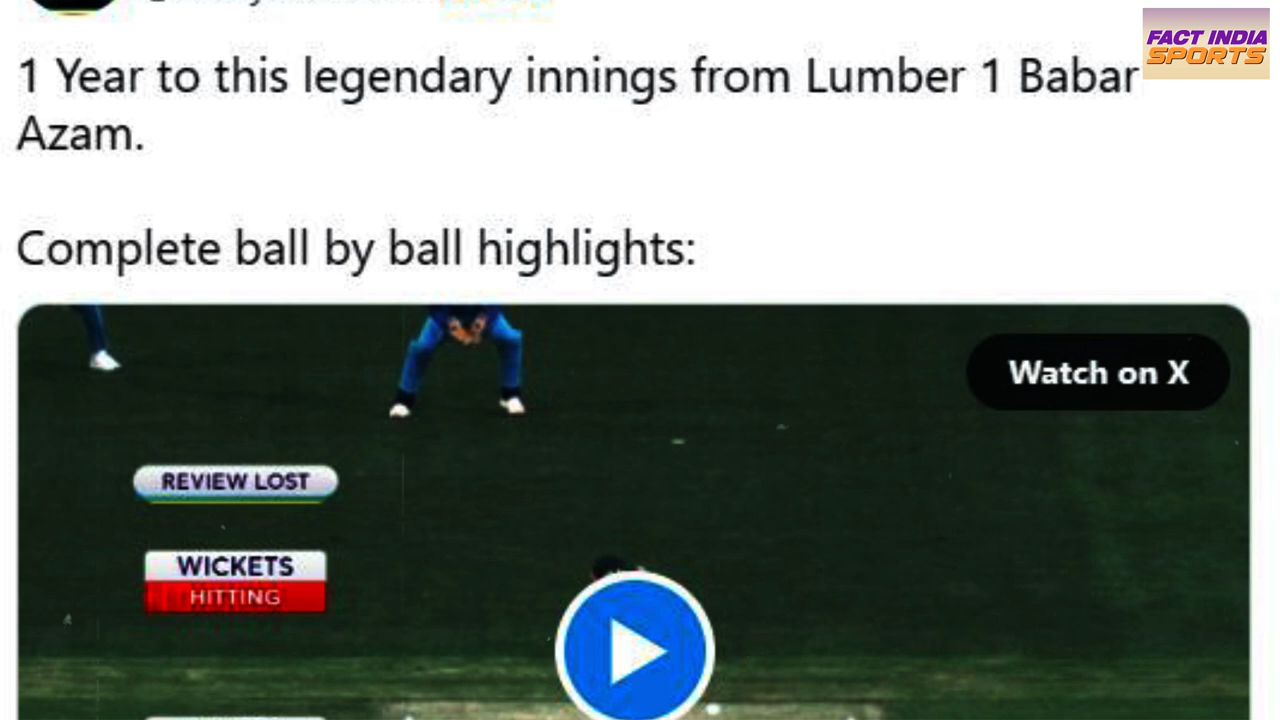 FACT INDIA
SPORTS
1 Year to this legendary innings from Lumber 1 Babar
Azam.
Complete ball by ball highlights:
Watch on X
REVIEW LOST
WICKETS
HITTING